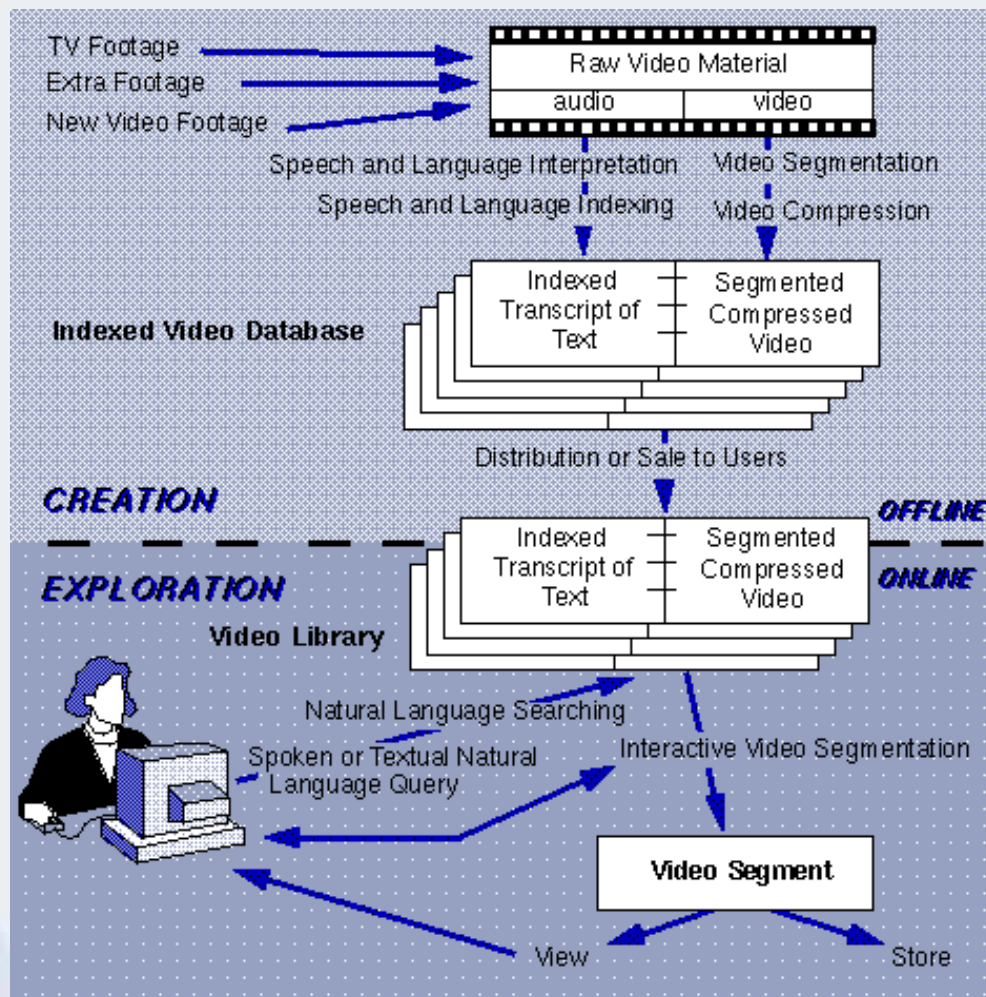 TV Footage
Extra Footage
New Video Footage
Raw Video Material
audio
video
Speech and Language Interpretation
Speech and Language Indexing
Video Segmentation
Video Compression
Indexed Video Database
Indexed
Transcript of
Text
Segmented
Compressed
Video
Distribution or Sale to Users
CREATION
OFFLINE
EXPLORATION
ONLINE
Indexed
Transcript of
Text
Segmented
Compressed
Video
Video Library
Natural Language Searching
Spoken or Textual Natural
Language Query
Interactive Video Segmentation
Video Segment
View
Store